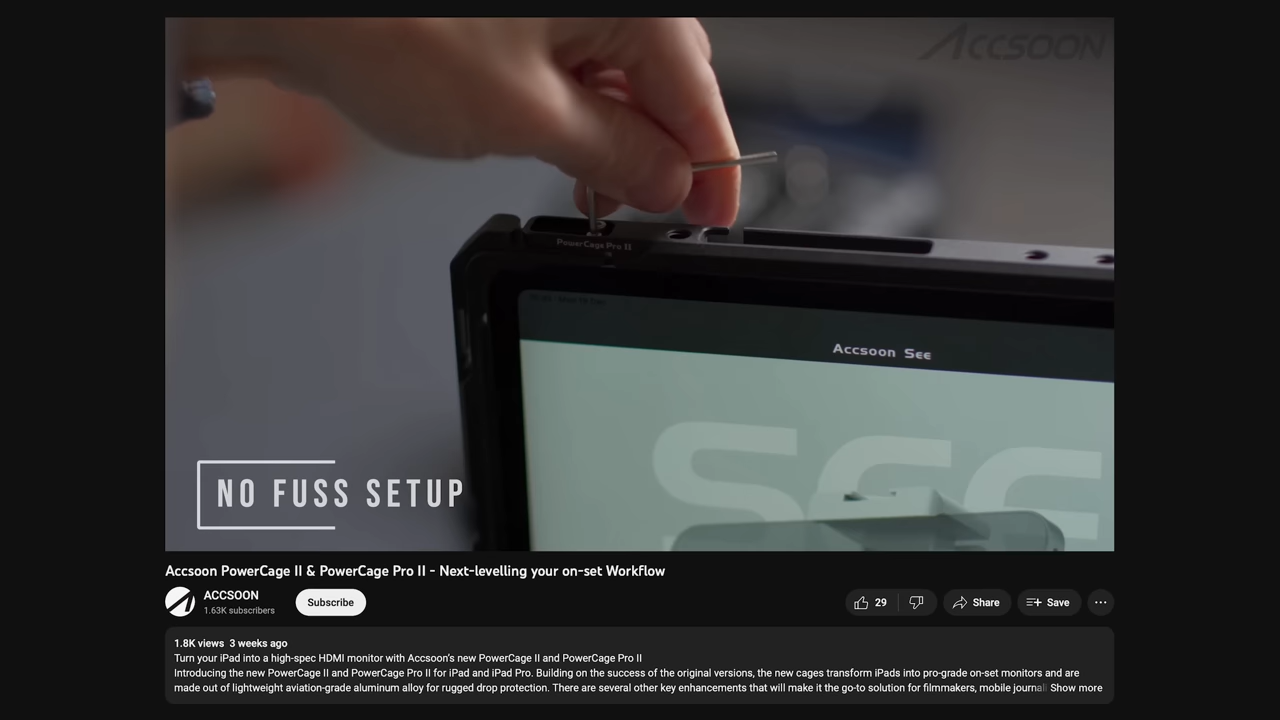 ACCSOON
PowerCage Pro II
Accsoon See
SEE
NO FUSS SETUP
Accsoon PowerCage II & PowerCage Pro II - Next-levelling your on-set Workflow
ACCSOON
1.63K subscribers
Subscribe
29
Share
Save
1.8K views 3 weeks ago
Turn your iPad into a high-spec HDMI monitor with Accsoon's new PowerCage II and PowerCage Pro II
Introducing the new PowerCage II and PowerCage Pro II for iPad and iPad Pro. Building on the success of the original versions, the new cages transform iPads into pro-grade on-set monitors and are
made out of lightweight aviation-grade aluminum alloy for rugged drop protection. There are several other key enhancements that will make it the go-to solution for filmmakers, mobile journali Show more